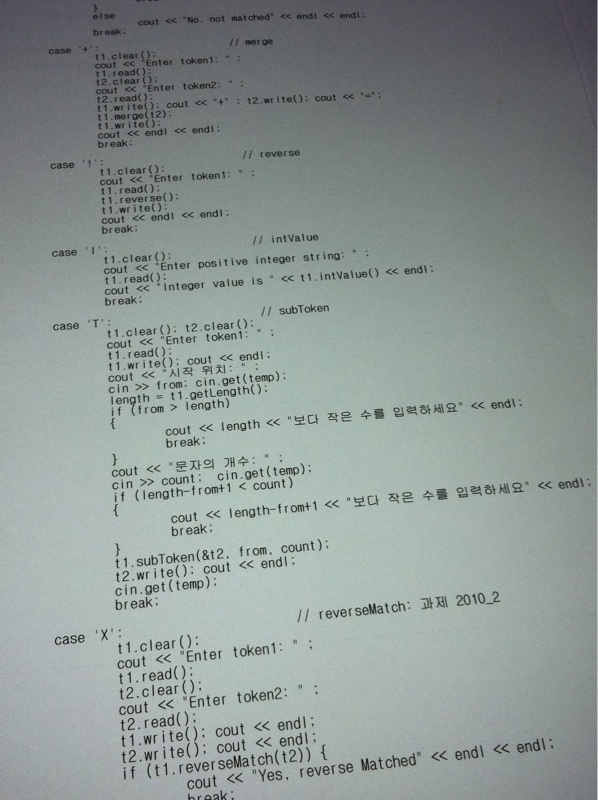 }
else
cout << "No, not matched" << endl << endl;
break;
case '+': // merge
t1.clear();
cout << "Enter token1: " ;
t1.read();
t2.clear();
cout << "Enter token2: " ;
t2.read();
t1.write(); cout << "+" ; t2.write(); cout << "=";
t1.merge(t2);
t1.write();
cout << endl << endl;
break;
case '!': // reverse
t1.clear();
cout << "Enter token1: " ;
t1.read();
t1.reverse();
t1.write();
cout << endl << endl;
break;
case 'I': // intValue
t1.clear();
cout << "Enter positive integer string: " ;
t1.read();
cout << "Integer value is " << t1.intValue() << endl;
break;
case 'T': // subToken
t1.clear(); t2.clear();
cout << "Enter token1: " ;
t1.read();
t1.write(); cout << endl;
cout << "시작 위치: " ;
cin >> from; cin.get(temp);
length = t1.getLength();
if (from > length)
{
cout << length << "보다 작은 수를 입력하세요" << endl;
break;
}
cout << "문자의 개수: " ;
cin >> count; cin.get(temp);
if (length-from+1 < count)
{
cout << length-from+1 << "보다 작은 수를 입력하세요" << endl;
break;
}
t1.subToken(&t2, from, count);
t2.write(); cout << endl;
cin.get(temp);
break;
case 'X': // reverseMatch: 과제 2010_2
t1.clear();
cout << "Enter token1: " ;
t1.read();
t2.clear();
cout << "Enter token2: " ;
t2.read();
t1.write(); cout << endl;
t2.write(); cout << endl;
if (t1.reverseMatch(t2)) {
cout << "Yes, reverse Matched" << endl << endl;
break;